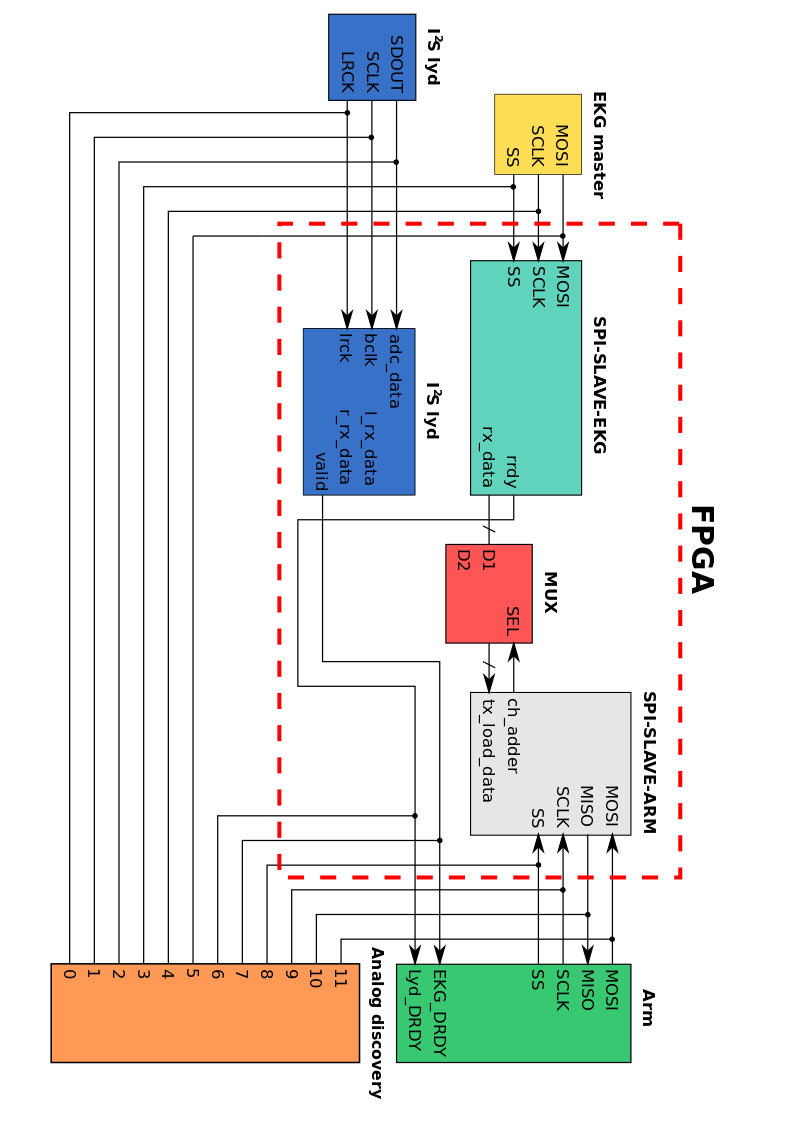 FPGA
EKG master
MOSI
SCLK
SS
SPI-SLAVE-EKG
MOSI
SCLK
SS
rrdy
rx_data
MUX
SEL
D1
D2
SPI-SLAVE-ARM
MOSI
MISO
SCLK
SS
ch_adder
tx_load_data
Arm
MOSI
MISO
SCLK
SS
EKG_DRDY
Lyd_DRDY
I²S lyd
SDOUT
SCLK
LRCK
I²S lyd
adc_data
bclk
lrck
l_rx_data
r_rx_data
valid
Analog discovery
11
10
9
8
7
6
5
4
3
2
1
0